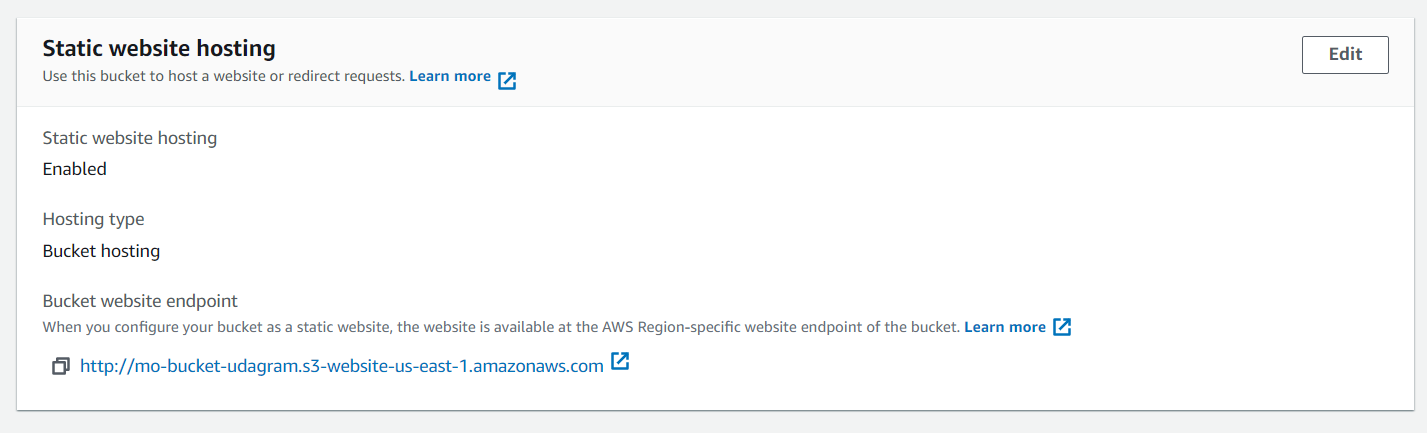 Static website hosting
Edit
Use this bucket to host a website or redirect requests. Learn more
Static website hosting
Enabled
Hosting type
Bucket hosting
Bucket website endpoint
When you configure your bucket as a static website, the website is available at the AWS Region-specific website endpoint of the bucket. Learn more
http://mo-bucket-udagram.s3-website-us-east-1.amazonaws.com